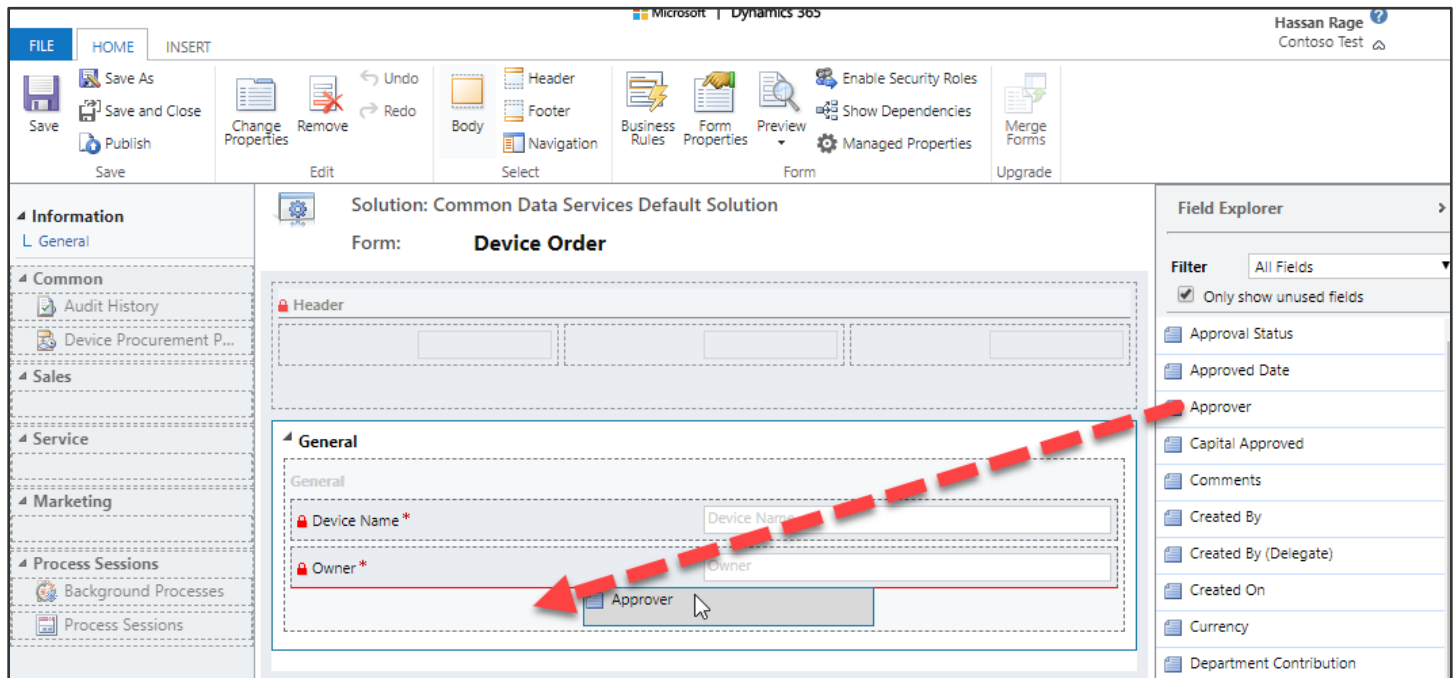 Microsoft | Dynamics 365
Hassan Rage
Contoso Test
FILE HOME INSERT
Save
Save As
Save and Close
Publish
Save
Change Properties
Remove
Undo
Redo
Edit
Body
Header
Footer
Navigation
Select
Business Rules
Form Properties
Preview
Enable Security Roles
Show Dependencies
Managed Properties
Form
Merge Forms
Upgrade
Information
General
Common
Audit History
Device Procurement P...
Sales
Service
Marketing
Process Sessions
Background Processes
Process Sessions
Solution: Common Data Services Default Solution
Form: Device Order
Header
General
General
Device Name* Device Name
Owner* Owner
Approver
Field Explorer >
Filter All Fields
Only show unused fields
Approval Status
Approved Date
Approver
Capital Approved
Comments
Created By
Created By (Delegate)
Created On
Currency
Department Contribution